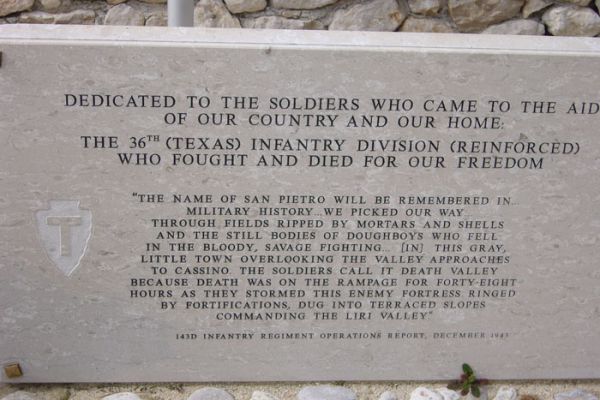 DEDICATED TO THE SOLDIERS WHO CAME TO THE AID
OF OUR COUNTRY AND OUR HOME:
THE 36TH (TEXAS) INFANTRY DIVISION (REINFORCED)
WHO FOUGHT AND DIED FOR OUR FREEDOM
"THE NAME OF SAN PIETRO WILL BE REMEMBERED IN...
MILITARY HISTORY...WE PICKED OUR WAY
THROUGH FIELDS RIPPED BY MORTARS AND SHELLS
AND THE STILL BODIES OF DOUGHBOYS WHO FELL
IN THE BLOODY, SAVAGE FIGHTING... [IN] THIS GRAY,
LITTLE TOWN OVERLOOKING THE VALLEY APPROACHES
TO CASSINO. THE SOLDIERS CALL IT DEATH VALLEY
BECAUSE DEATH WAS ON THE RAMPAGE FOR FORTY-EIGHT
HOURS AS THEY STORMED THIS ENEMY FORTRESS RINGED
BY FORTIFICATIONS, DUG INTO TERRACED SLOPES
COMMANDING THE LIRI VALLEY"
143D INFANTRY REGIMENT OPERATIONS REPORT, DECEMBER 1943
T